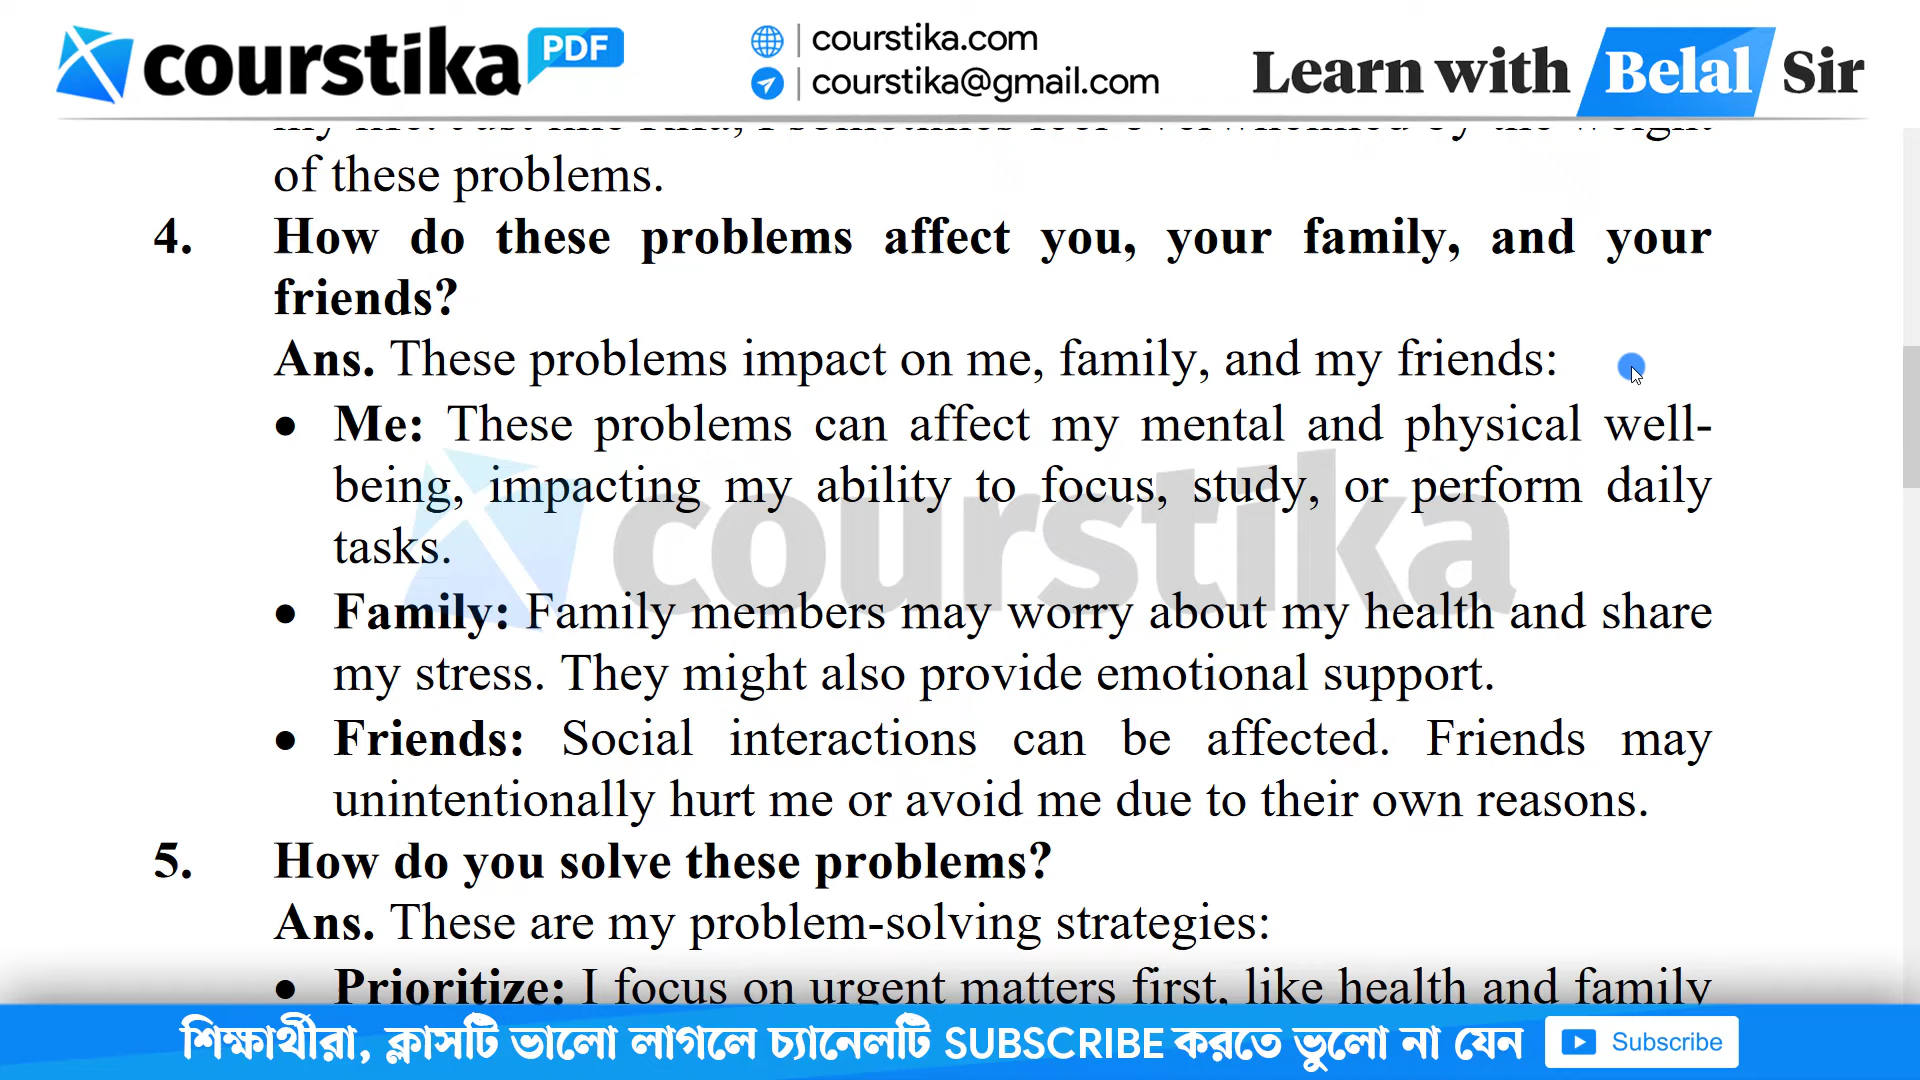 courstika PDF
courstika.com
courstika@gmail.com
Learn with Belal Sir
of these problems.
4. How do these problems affect you, your family, and your
friends?
Ans. These problems impact on me, family, and my friends:
• Me: These problems can affect my mental and physical well-
being, impacting my ability to focus, study, or perform daily
tasks.
• Family: Family members may worry about my health and share
my stress. They might also provide emotional support.
• Friends: Social interactions can be affected. Friends may
unintentionally hurt me or avoid me due to their own reasons.
5. How do you solve these problems?
Ans. These are my problem-solving strategies:
• Prioritize: I focus on urgent matters first, like health and family
courstika
শিক্ষার্থীরা, ক্লাসটি ভালো লাগলে চ্যানেলটি SUBSCRIBE করতে ভুলো না যেন
Subscribe